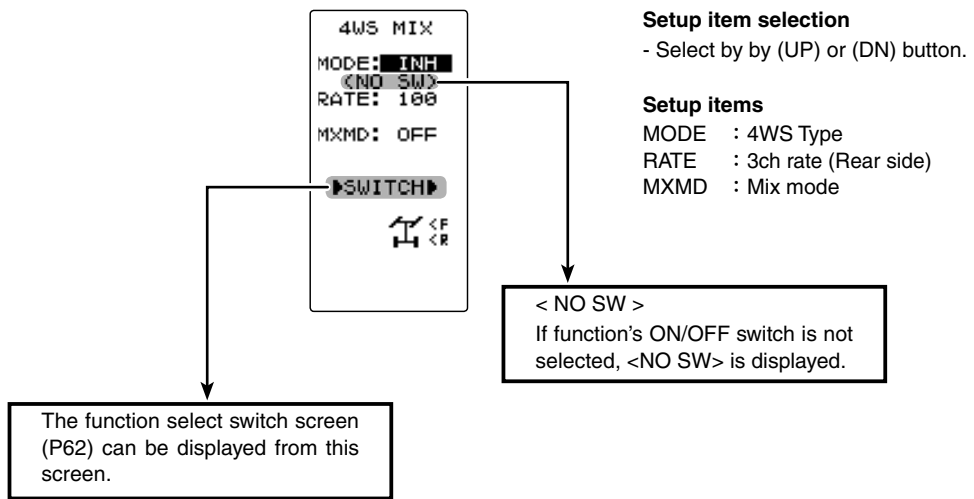 4WS MIX
MODE: INH
(NO SW)
RATE: 100
MXMD: OFF
▶SWITCH▶
<F
<R
Setup item selection
- Select by by (UP) or (DN) button.
Setup items
MODE : 4WS Type
RATE : 3ch rate (Rear side)
MXMD : Mix mode
< NO SW >
If function's ON/OFF switch is not
selected, <NO SW> is displayed.
The function select switch screen
(P62) can be displayed from this
screen.